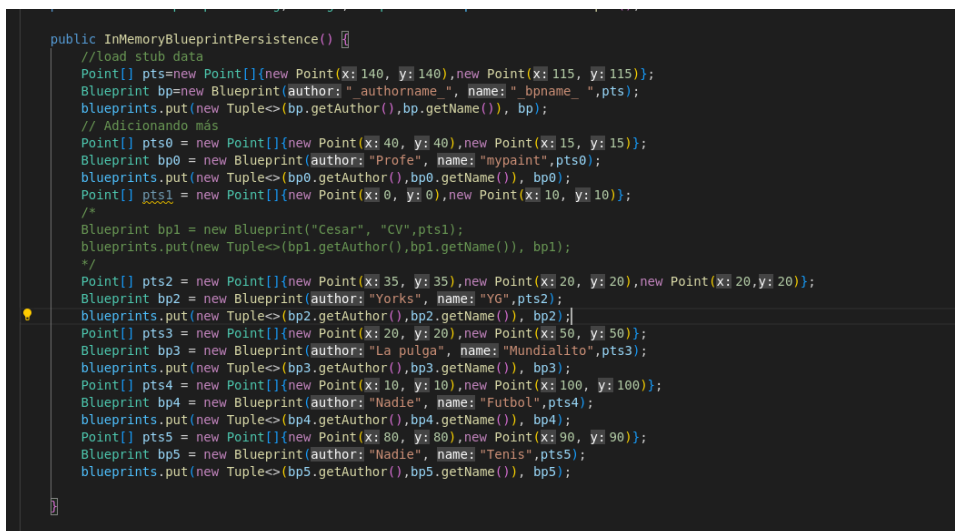 public InMemoryBlueprintPersistence() {
//load stub data
Point[] pts=new Point[]{new Point(x: 140, y: 140),new Point(x: 115, y: 115)};
Blueprint bp=new Blueprint(author: "_authorname_", name: "_bpname_ ",pts);
blueprints.put(new Tuple<>(bp.getAuthor(),bp.getName()), bp);
// Adicionando más
Point[] pts0 = new Point[]{new Point(x: 40, y: 40),new Point(x: 15, y: 15)};
Blueprint bp0 = new Blueprint(author: "Profe", name: "mypaint",pts0);
blueprints.put(new Tuple<>(bp0.getAuthor(),bp0.getName()), bp0);
Point[] pts1 = new Point[]{new Point(x: 0, y: 0),new Point(x: 10, y: 10)};
/*
Blueprint bp1 = new Blueprint("Cesar", "CV",pts1);
blueprints.put(new Tuple<>(bp1.getAuthor(),bp1.getName()), bp1);
*/
Point[] pts2 = new Point[]{new Point(x: 35, y: 35),new Point(x: 20, y: 20),new Point(x: 20,y: 20)};
Blueprint bp2 = new Blueprint(author: "Yorks", name: "YG",pts2);
blueprints.put(new Tuple<>(bp2.getAuthor(),bp2.getName()), bp2);
Point[] pts3 = new Point[]{new Point(x: 20, y: 20),new Point(x: 50, y: 50)};
Blueprint bp3 = new Blueprint(author: "La pulga", name: "Mundialito",pts3);
blueprints.put(new Tuple<>(bp3.getAuthor(),bp3.getName()), bp3);
Point[] pts4 = new Point[]{new Point(x: 10, y: 10),new Point(x: 100, y: 100)};
Blueprint bp4 = new Blueprint(author: "Nadie", name: "Futbol",pts4);
blueprints.put(new Tuple<>(bp4.getAuthor(),bp4.getName()), bp4);
Point[] pts5 = new Point[]{new Point(x: 80, y: 80),new Point(x: 90, y: 90)};
Blueprint bp5 = new Blueprint(author: "Nadie", name: "Tenis",pts5);
blueprints.put(new Tuple<>(bp5.getAuthor(),bp5.getName()), bp5);
}